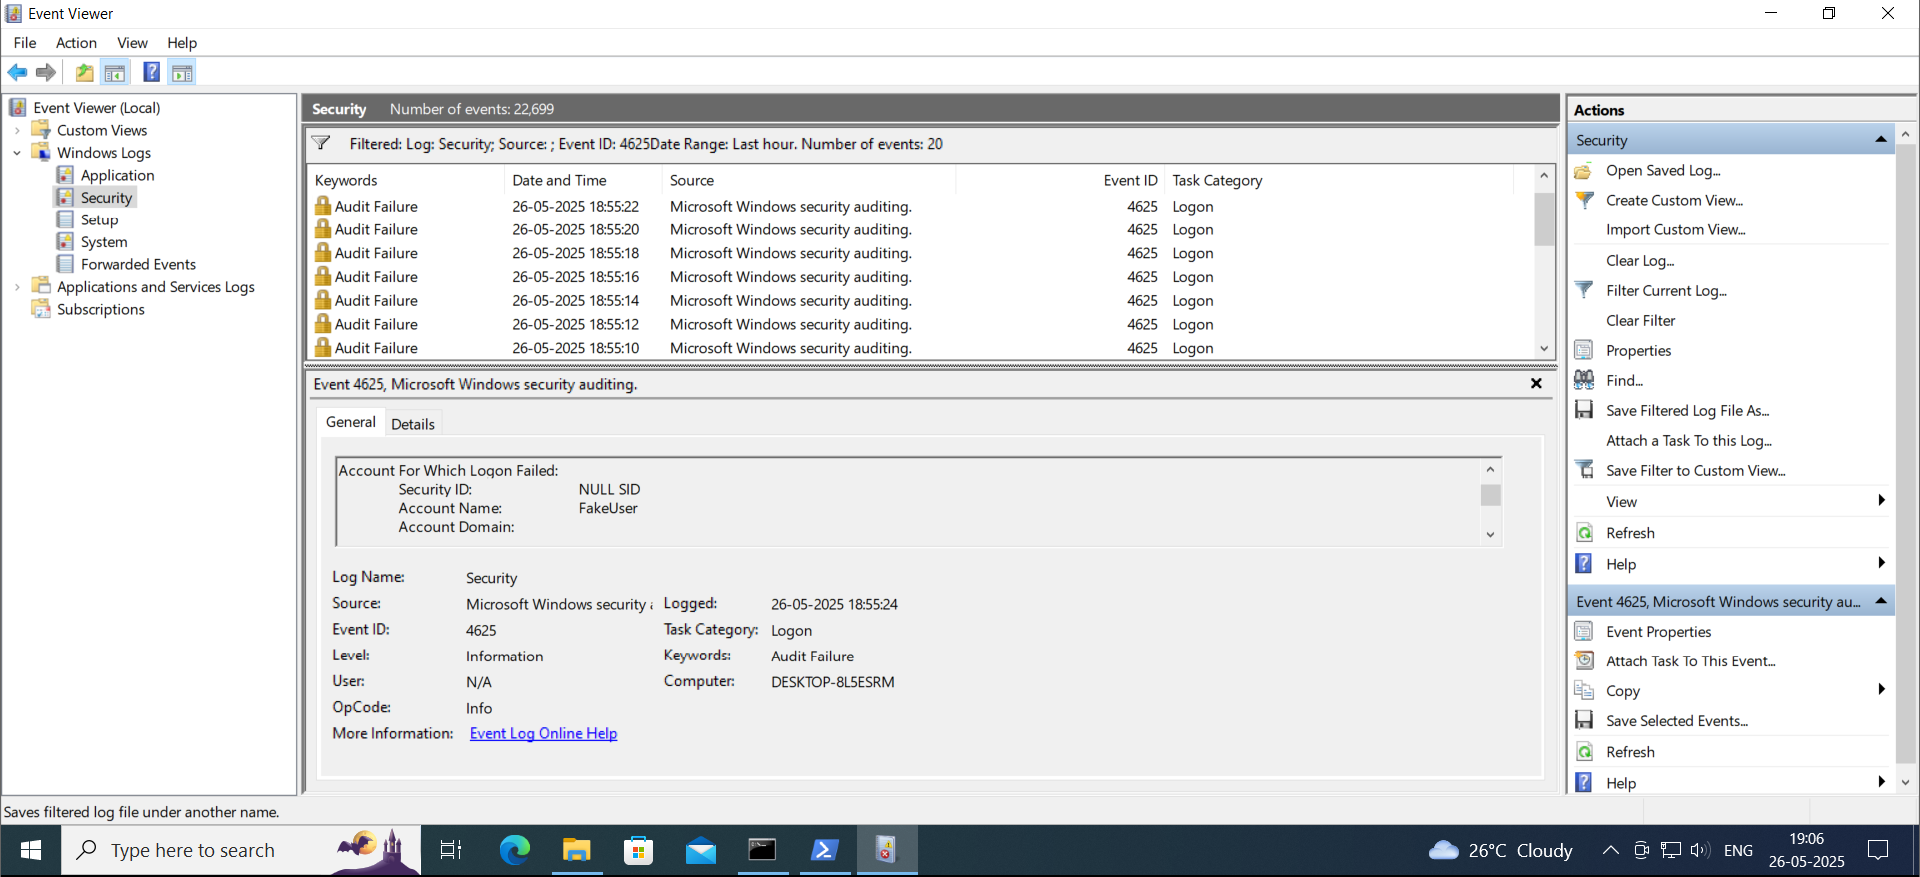 Event Viewer
File Action View Help
Event Viewer (Local)
Custom Views
Windows Logs
Application
Security
Setup
System
Forwarded Events
Applications and Services Logs
Subscriptions
Security Number of events: 22,699
Filtered: Log: Security; Source: ; Event ID: 4625Date Range: Last hour. Number of events: 20
Keywords Date and Time Source Event ID Task Category
Audit Failure 26-05-2025 18:55:22 Microsoft Windows security auditing. 4625 Logon
Audit Failure 26-05-2025 18:55:20 Microsoft Windows security auditing. 4625 Logon
Audit Failure 26-05-2025 18:55:18 Microsoft Windows security auditing. 4625 Logon
Audit Failure 26-05-2025 18:55:16 Microsoft Windows security auditing. 4625 Logon
Audit Failure 26-05-2025 18:55:14 Microsoft Windows security auditing. 4625 Logon
Audit Failure 26-05-2025 18:55:12 Microsoft Windows security auditing. 4625 Logon
Audit Failure 26-05-2025 18:55:10 Microsoft Windows security auditing. 4625 Logon
Event 4625, Microsoft Windows security auditing.
General Details
Account For Which Logon Failed:
Security ID: NULL SID
Account Name: FakeUser
Account Domain:
Log Name: Security
Source: Microsoft Windows security Logged: 26-05-2025 18:55:24
Event ID: 4625 Task Category: Logon
Level: Information Keywords: Audit Failure
User: N/A Computer: DESKTOP-8L5ESRM
OpCode: Info
More Information: Event Log Online Help
Actions
Security
Open Saved Log...
Create Custom View...
Import Custom View...
Clear Log...
Filter Current Log...
Clear Filter
Properties
Find...
Save Filtered Log File As...
Attach a Task To this Log...
Save Filter to Custom View...
View
Refresh
Help
Event 4625, Microsoft Windows security au...
Event Properties
Attach Task To This Event...
Copy
Save Selected Events...
Refresh
Help
Saves filtered log file under another name.
Type here to search
26°C Cloudy
ENG
19:06
26-05-2025